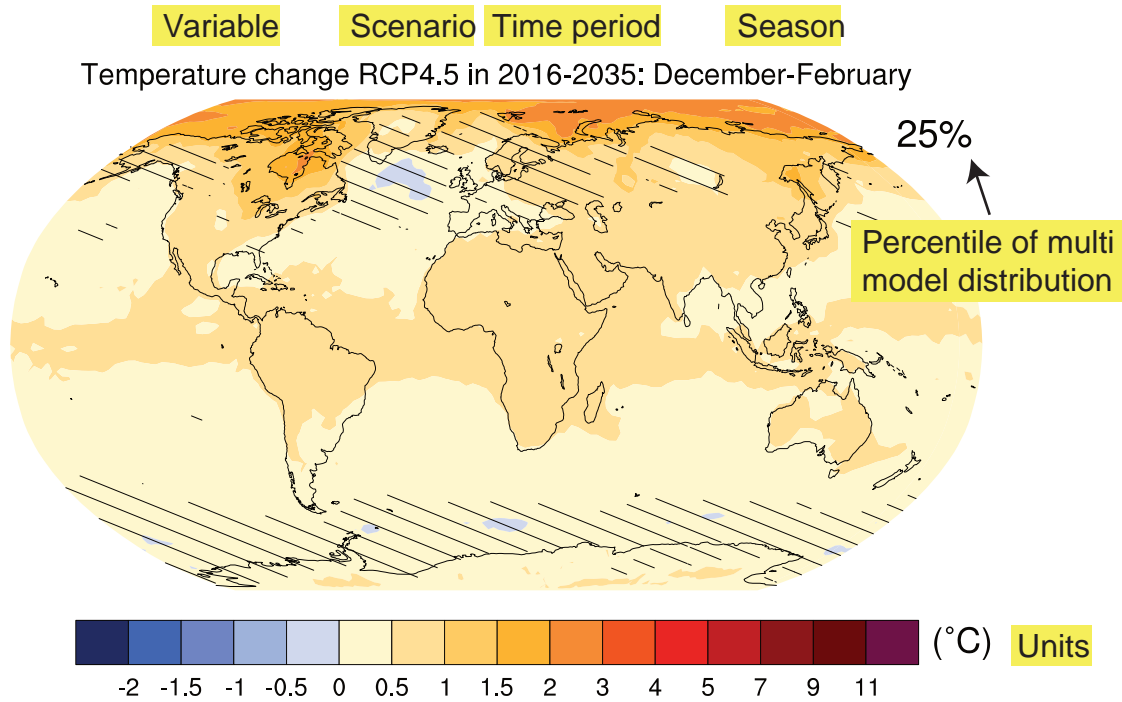 Variable Scenario Time period Season
Temperature change RCP4.5 in 2016-2035: December-February
25%
Percentile of multi
model distribution
(°C) Units
-2 -1.5 -1 -0.5 0 0.5 1 1.5 2 3 4 5 7 9 11